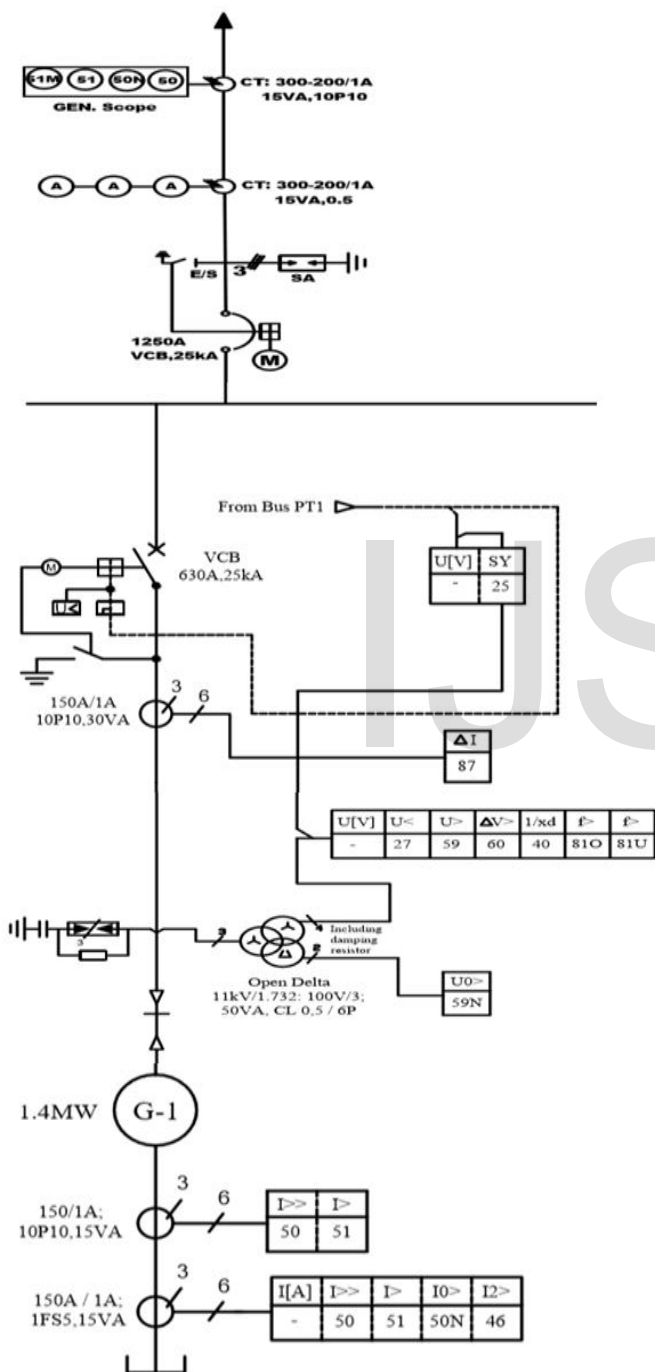 51M 51 50N 50
GEN. Scope
CT: 300-200/1A
15VA,10P10
A A A
CT: 300-200/1A
15VA,0.5
E/S
3
SA
1250A
VCB,25kA
M
From Bus PT1
U[V] SY
- 25
VCB
630A,25kA
M
U<
IJS
150A/1A
10P10,30VA
3
6
ΔI
87
U[V] U< U> ΔV> 1/xd f> f>
- 27 59 60 40 81O 81U
3
Including
damping
resistor
Open Delta
11kV/1.732: 100V/3;
50VA, CL 0,5 / 6P
U0>
59N
1.4MW
G-1
150/1A;
10P10,15VA
3
6
I>> I>
50 51
150A / 1A;
1FS5,15VA
3
6
I[A] I>> I> I0> I2>
- 50 51 50N 46